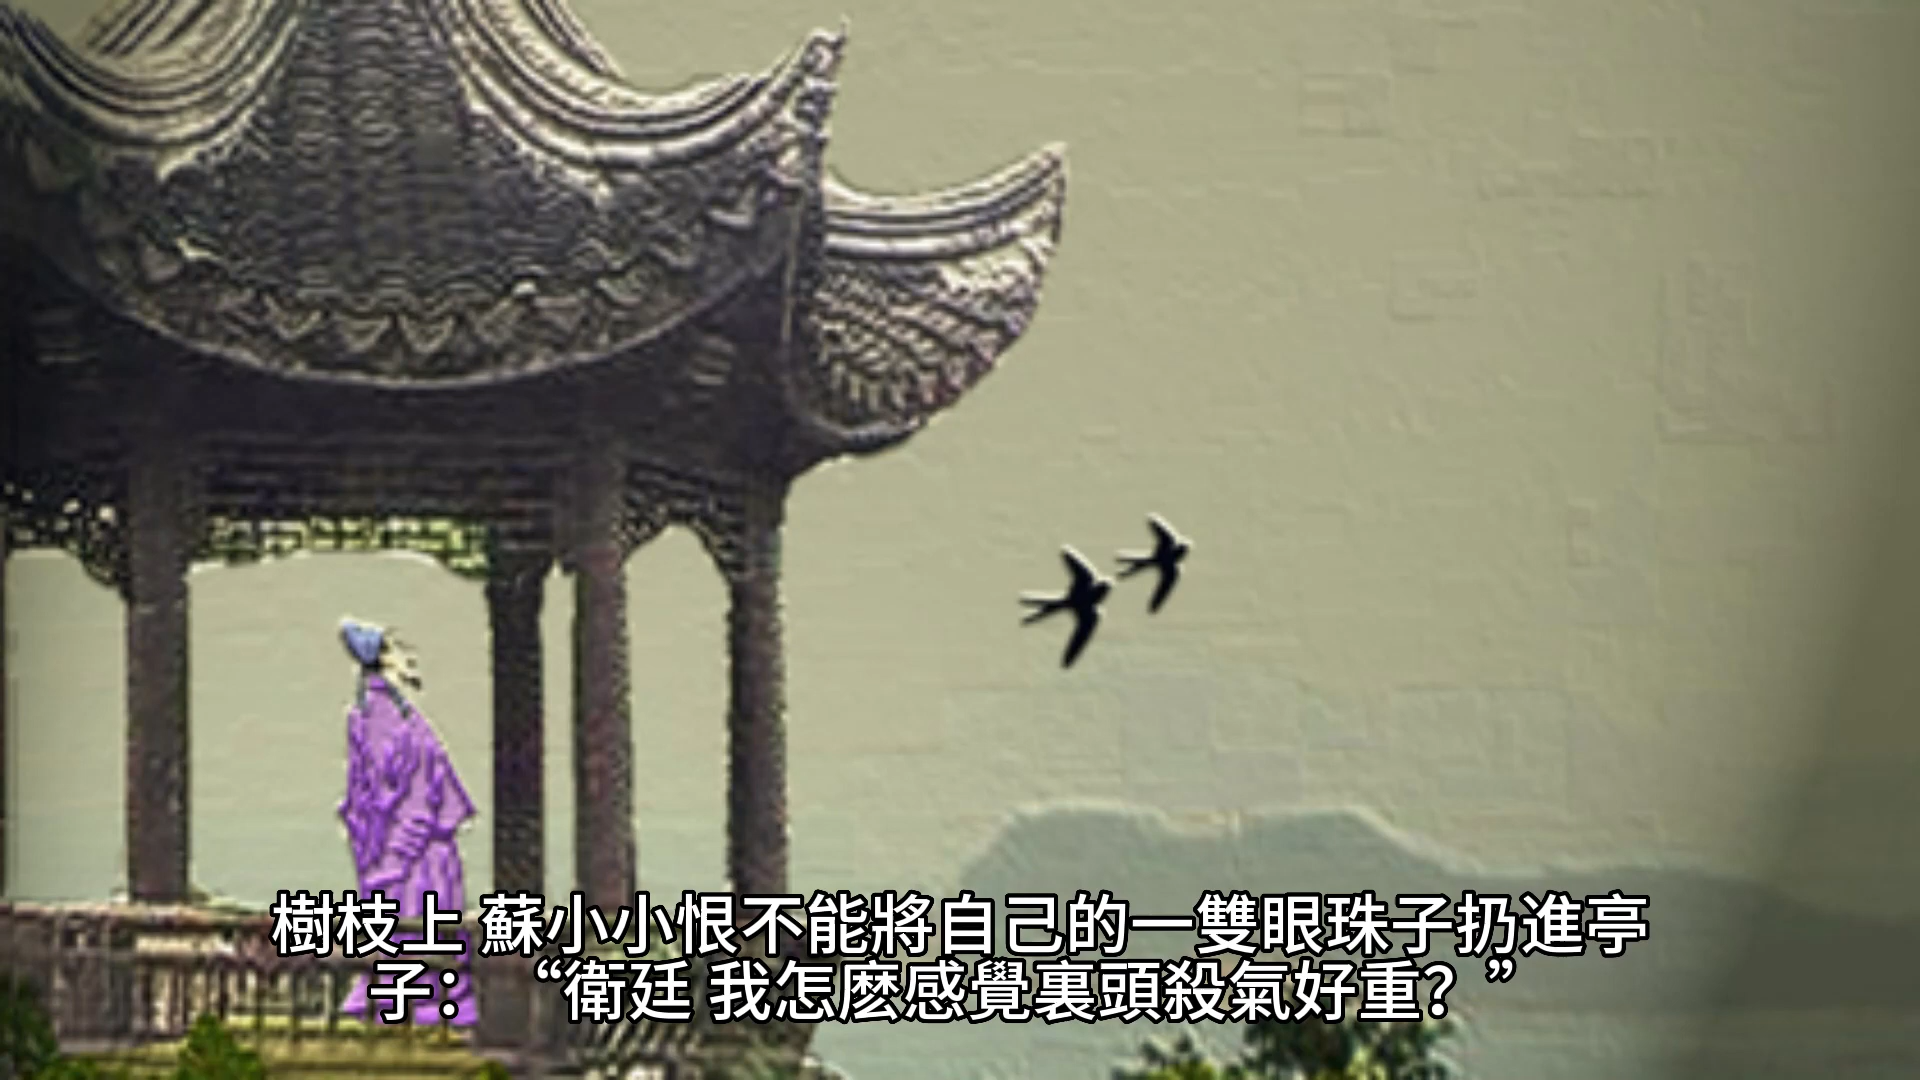 樹枝上 蘇小小恨不能將自己的一雙眼珠子扔進亭
子：“衛廷 我怎麽感覺裏頭殺氣好重？”